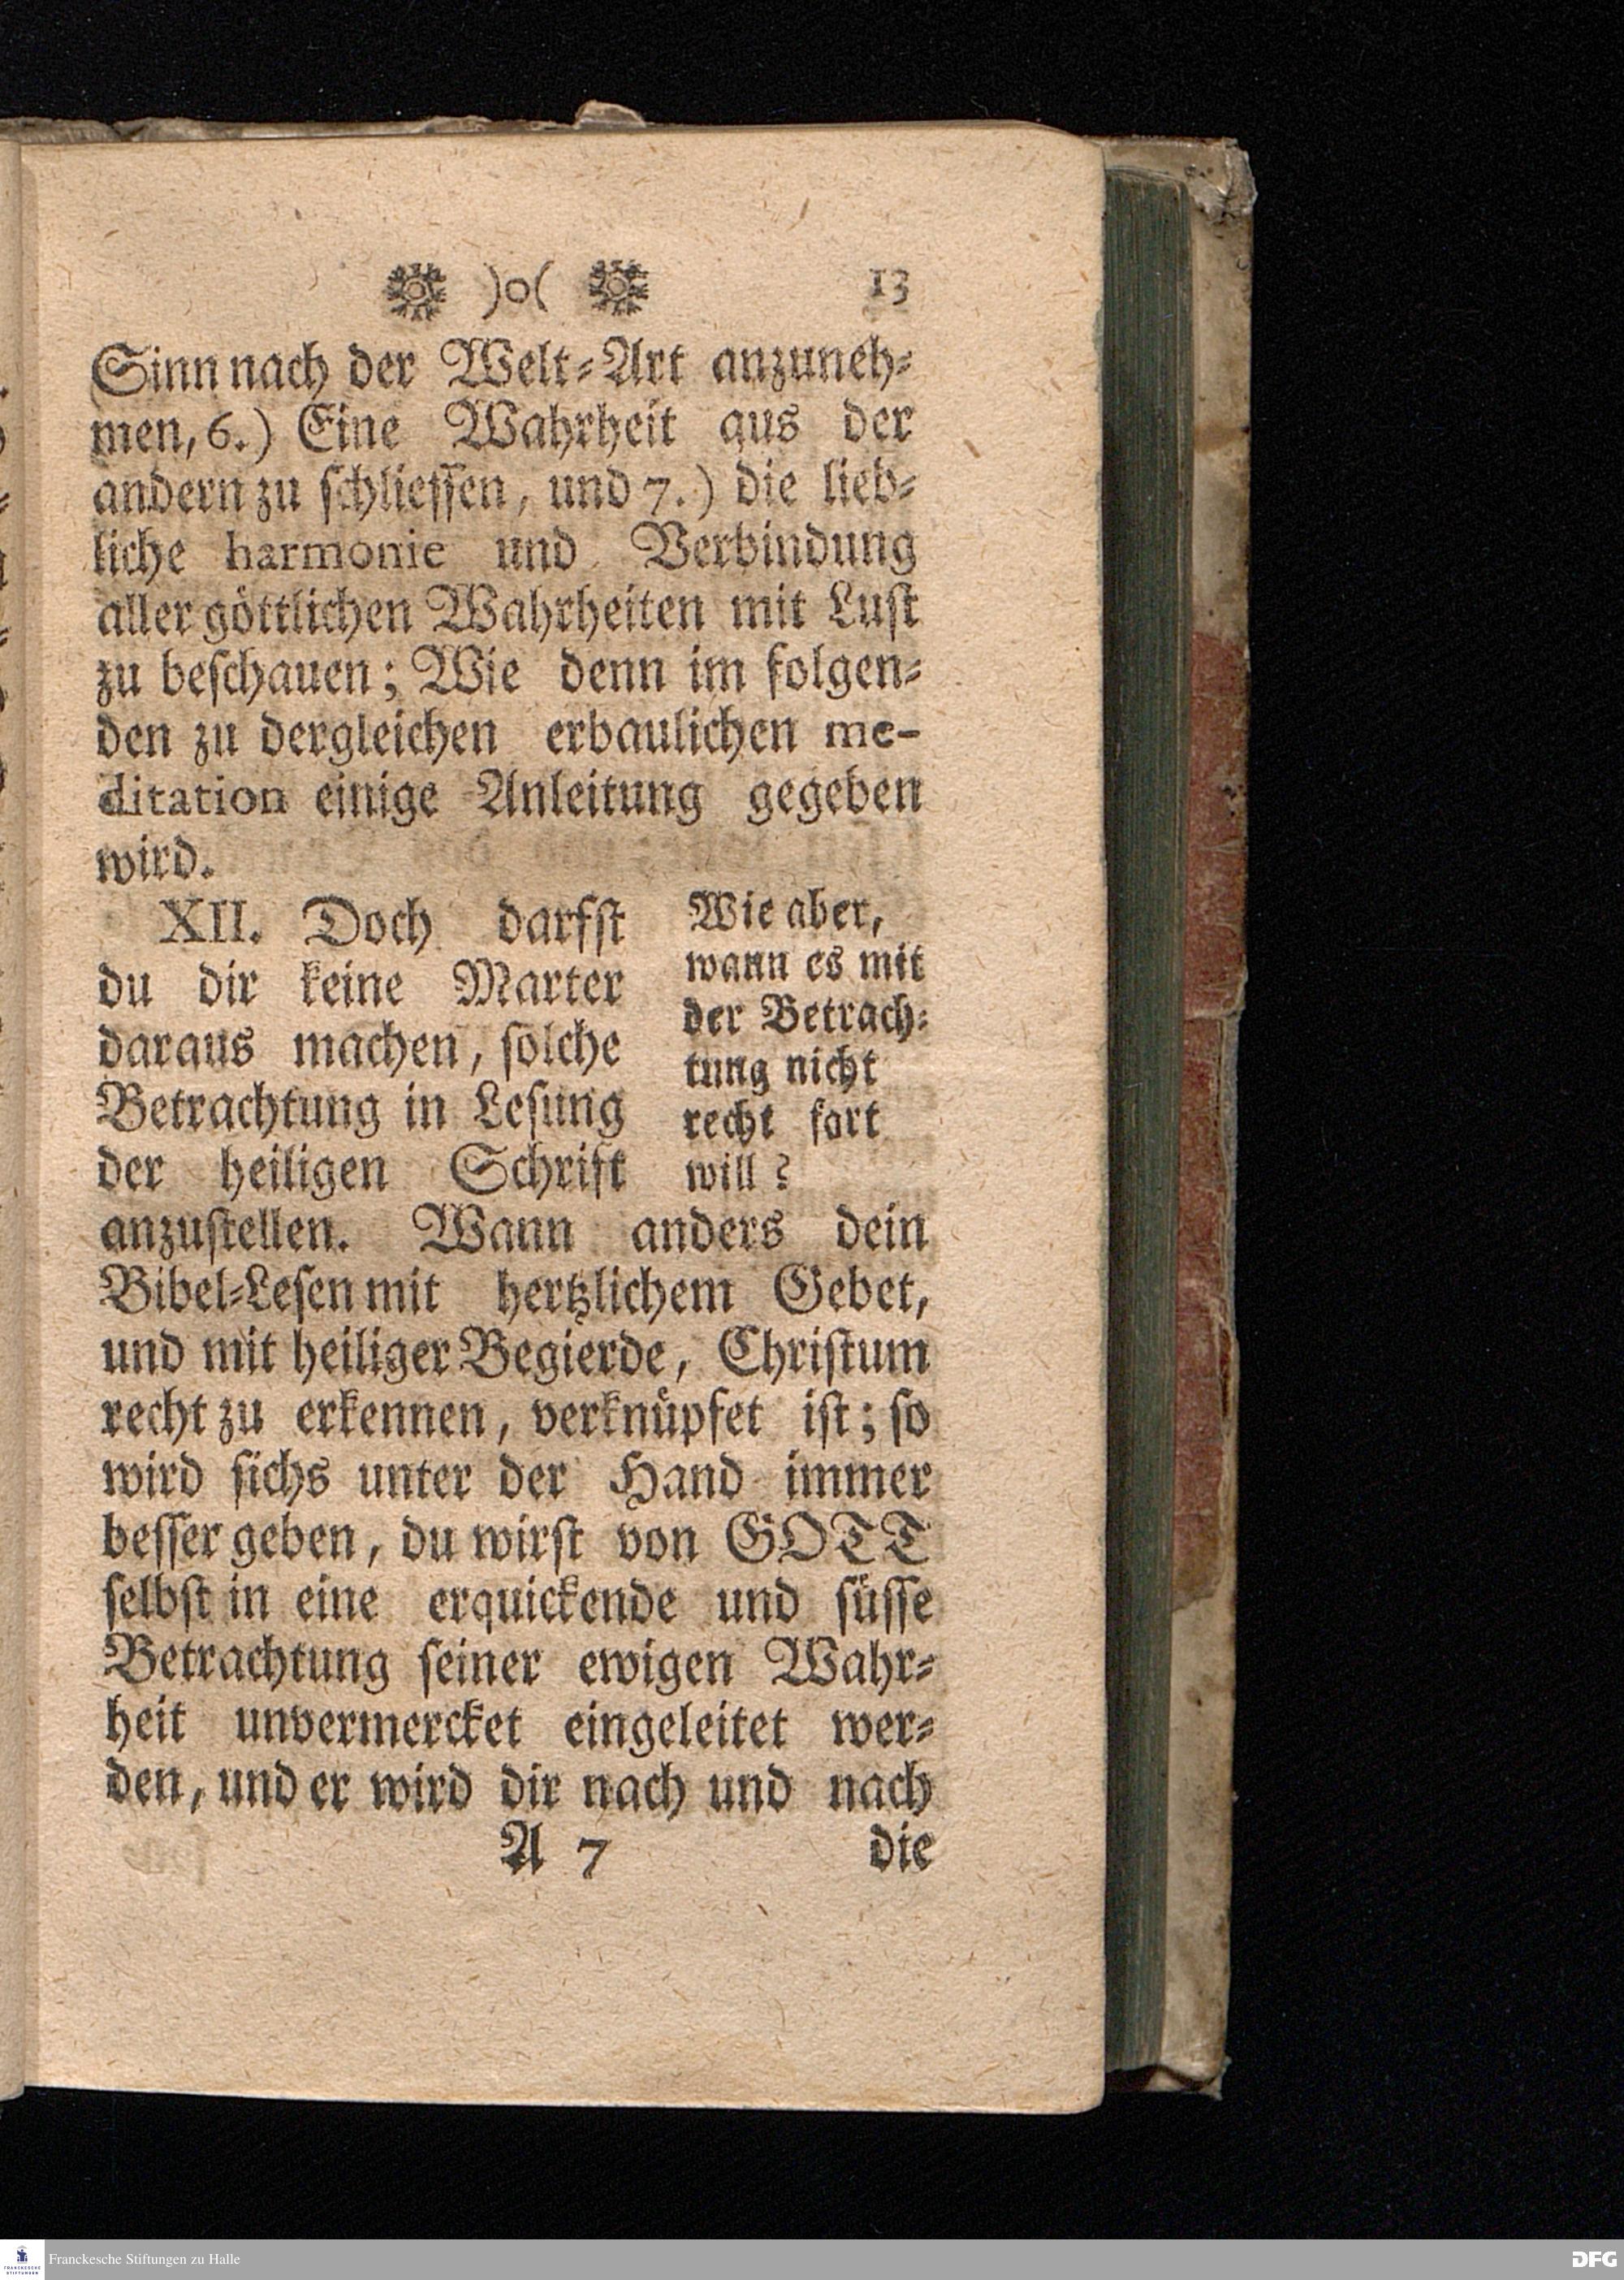 )o( 13
Sinn nach der Welt-Art anzuneh-
men, 6.) Eine Wahrheit aus der
andern zu schliessen, und 7.) die lieb-
liche harmonie und Verbindung
aller göttlichen Wahrheiten mit Lust
zu beschauen; Wie denn im folgen-
den zu dergleichen erbaulichen me-
ditation einige Anleitung gegeben
wird.
XII. Doch darfst
du dir keine Marter
daraus machen, solche
Betrachtung in Lesung
der heiligen Schrift
Wie aber,
wann es mit
der Betrach-
tung nicht
recht fort
will?
anzustellen. Wann anders dein
Bibel-Lesen mit hertzlichem Gebet,
und mit heiliger Begierde, Christum
recht zu erkennen, verknüpfet ist; so
wird sichs unter der Hand immer
besser geben, du wirst von GOTT
selbst in eine erquickende und süsse
Betrachtung seiner ewigen Wahr-
heit unvermercket eingeleitet wer-
den, und er wird dir nach und nach
A 7 die
Franckesche Stiftungen zu Halle
DFG